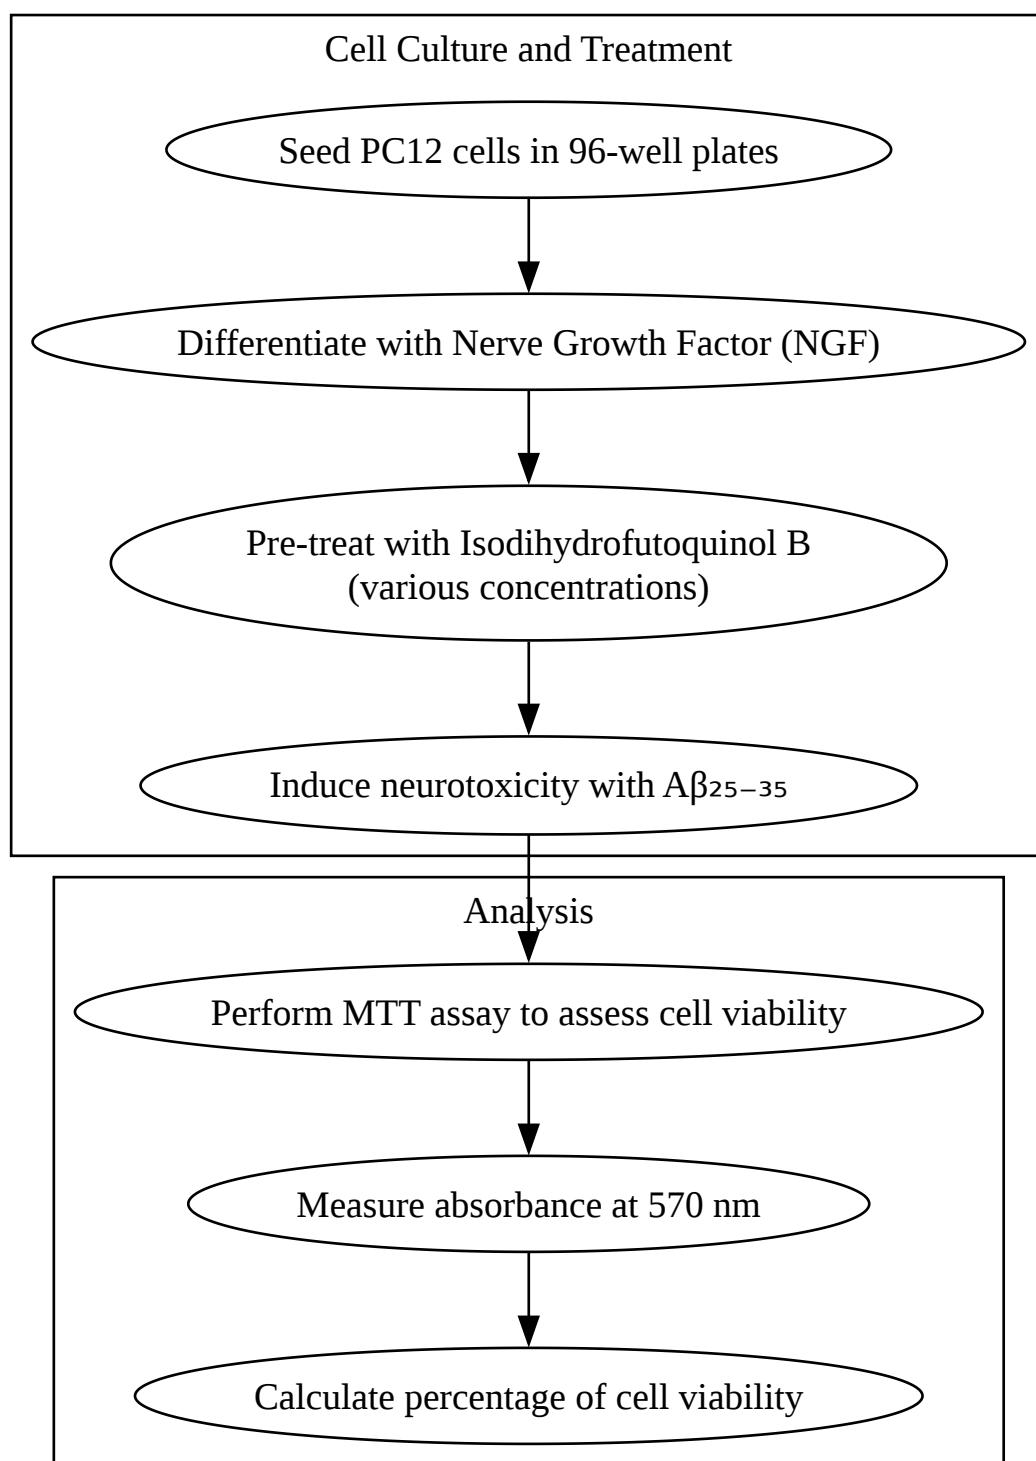 Cell Culture and Treatment
Seed PC12 cells in 96-well plates
Differentiate with Nerve Growth Factor (NGF)
Pre-treat with Isodihydrofutoquinol B
(various concentrations)
Induce neurotoxicity with Aβ₂₅₋₃₅
Analysis
Perform MTT assay to assess cell viability
Measure absorbance at 570 nm
Calculate percentage of cell viability